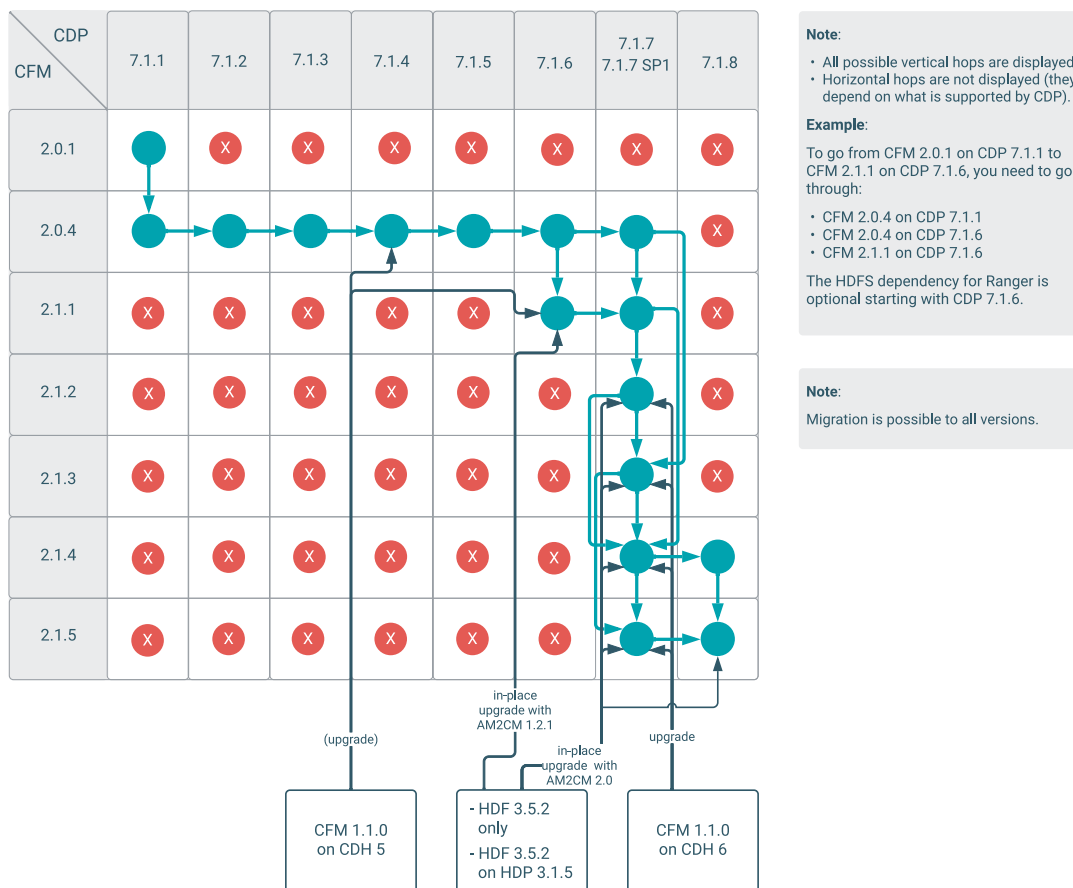 CDP
CFM
7.1.1
7.1.2
7.1.3
7.1.4
7.1.5
7.1.6
7.1.7
7.1.7 SP1
7.1.8
2.0.1
X
X
X
X
X
X
X
2.0.4
X
2.1.1
X
X
X
X
X
X
2.1.2
X
X
X
X
X
X
X
2.1.3
X
X
X
X
X
X
X
2.1.4
X
X
X
X
X
X
2.1.5
X
X
X
X
X
X
(upgrade)
in-place
upgrade with
AM2CM 1.2.1
in-place
upgrade with
AM2CM 2.0
upgrade
CFM 1.1.0
on CDH 5
- HDF 3.5.2
only
- HDF 3.5.2
on HDP 3.1.5
CFM 1.1.0
on CDH 6
Note:
• All possible vertical hops are displayed
• Horizontal hops are not displayed (they
depend on what is supported by CDP).
Example:
To go from CFM 2.0.1 on CDP 7.1.1 to
CFM 2.1.1 on CDP 7.1.6, you need to go
through:
• CFM 2.0.4 on CDP 7.1.1
• CFM 2.0.4 on CDP 7.1.6
• CFM 2.1.1 on CDP 7.1.6
The HDFS dependency for Ranger is
optional starting with CDP 7.1.6.
Note:
Migration is possible to all versions.